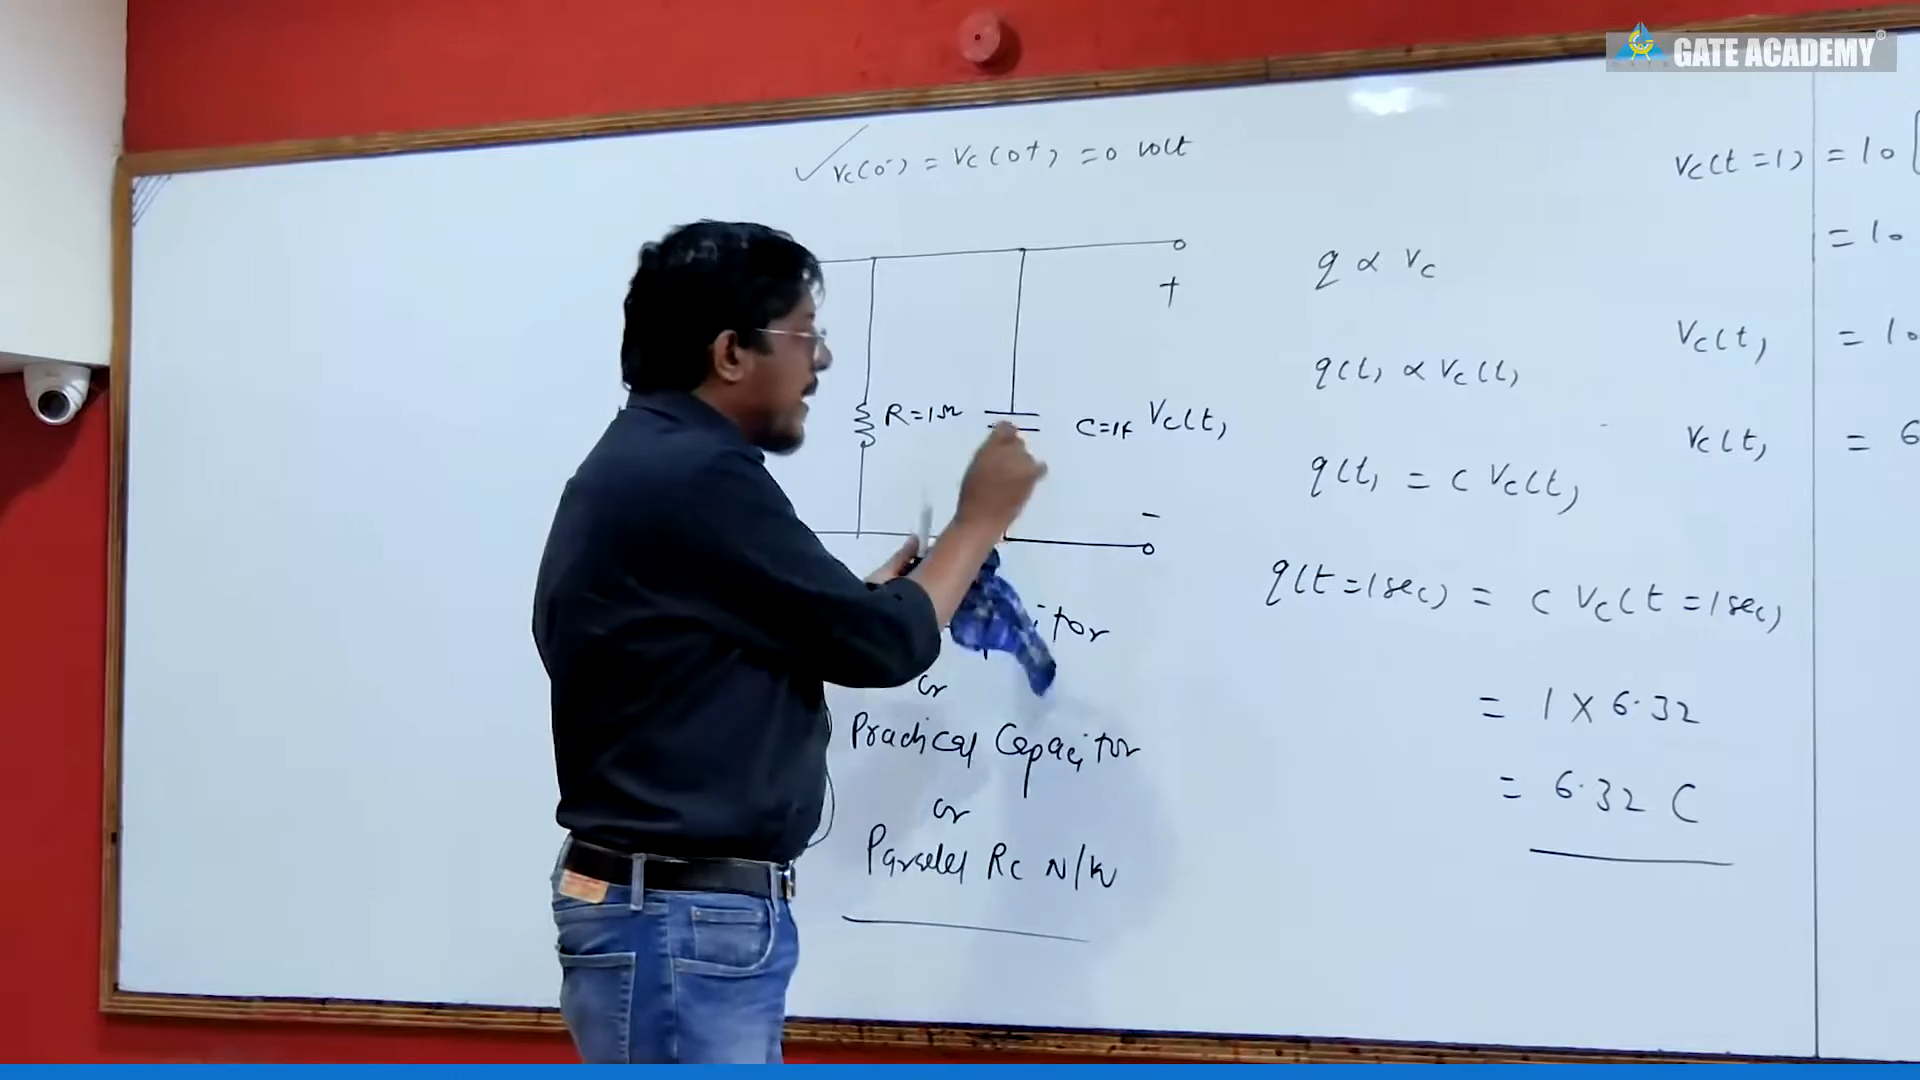 GATE ACADEMY
Vc(0-) = Vc(0+) = 0 volt
+
R=1Ω
C=1F
Vc(t)
-
or
Practical Capacitor
or
Parallel RC N/W
q ∝ Vc
q(t) ∝ Vc(t)
q(t) = C Vc(t)
q(t=1sec) = C Vc(t=1sec)
= 1 X 6.32
= 6.32 C
Vc(t=1) = 10
= 10
Vc(t) = 10
Vc(t) = 6